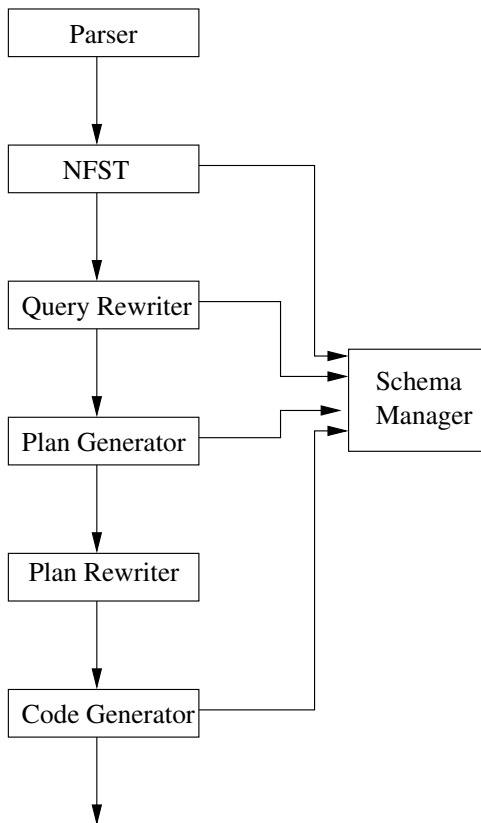 Parser
NFST
Query Rewriter
Schema
Manager
Plan Generator
Plan Rewriter
Code Generator